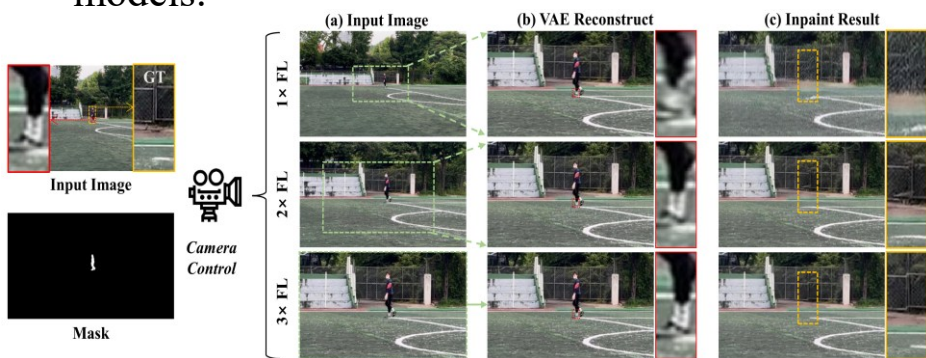 models.
(a) Input Image
(b) VAE Reconstruct
(c) Inpaint Result
GT
Input Image
Mask
Camera
Control
1× FL
2× FL
3× FL